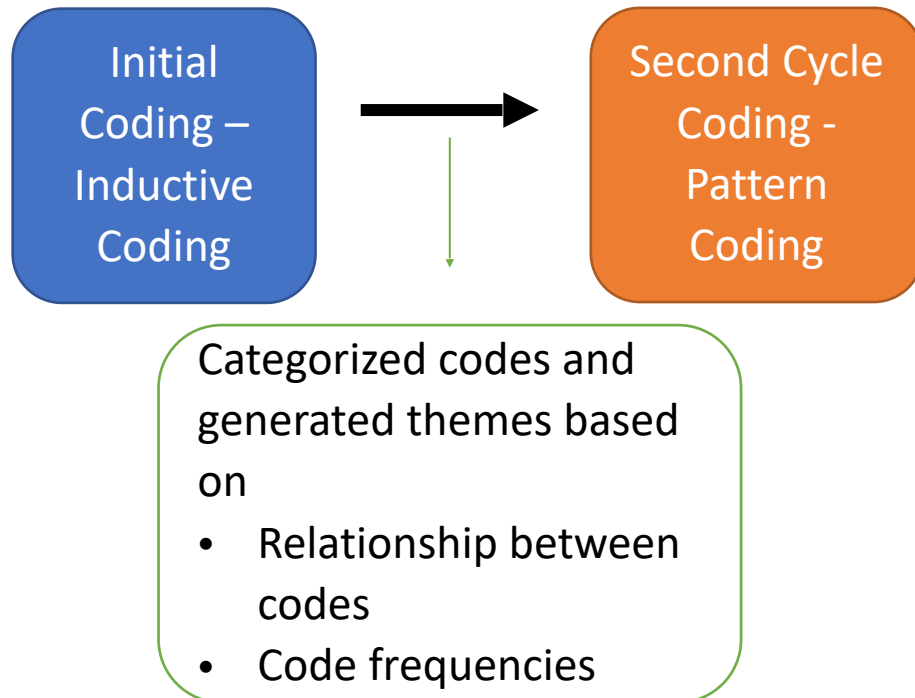 Initial
Coding –
Inductive
Coding
Second Cycle
Coding -
Pattern
Coding
Categorized codes and
generated themes based
on
• Relationship between
codes
• Code frequencies